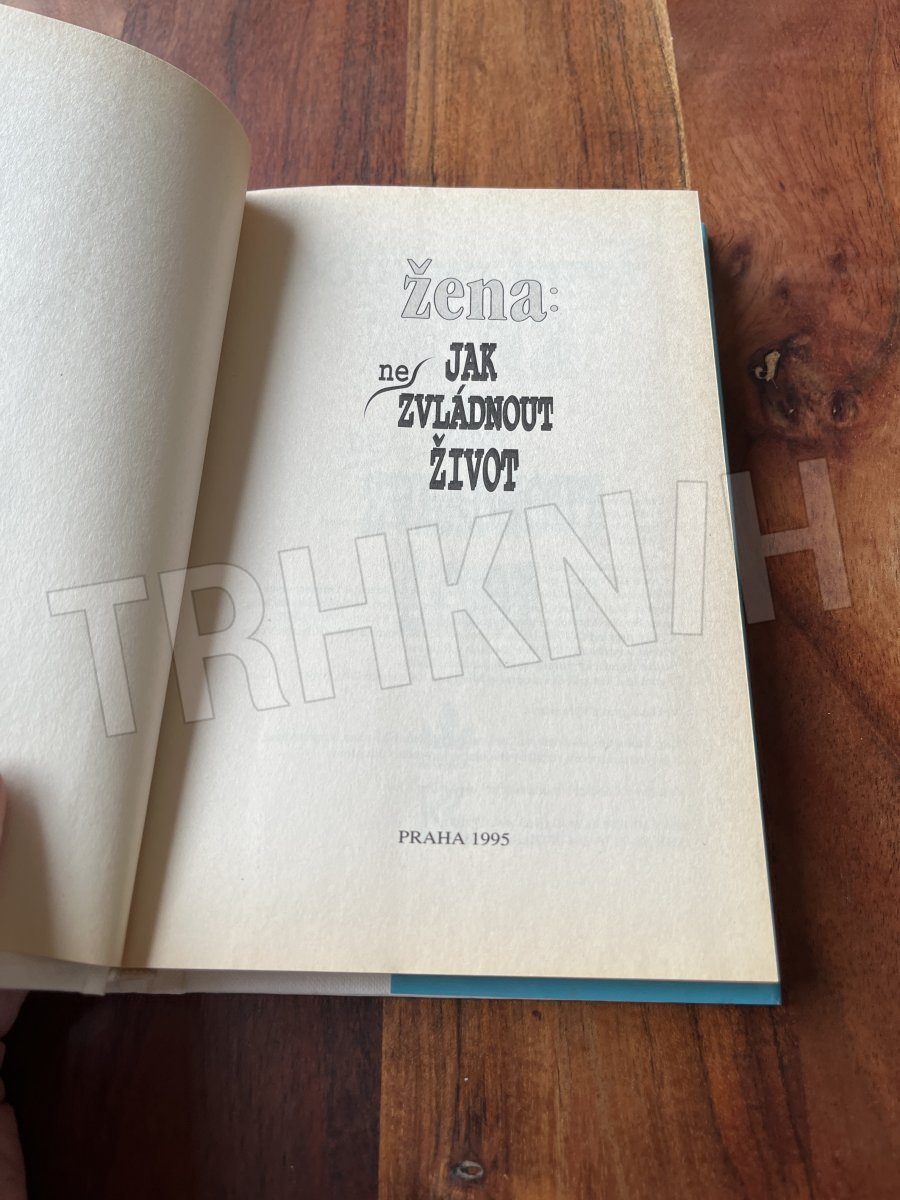 žena:
ne JAK
ZVLÁDNOUT
ŽIVOT
TRHKNIH
PRAHA 1995